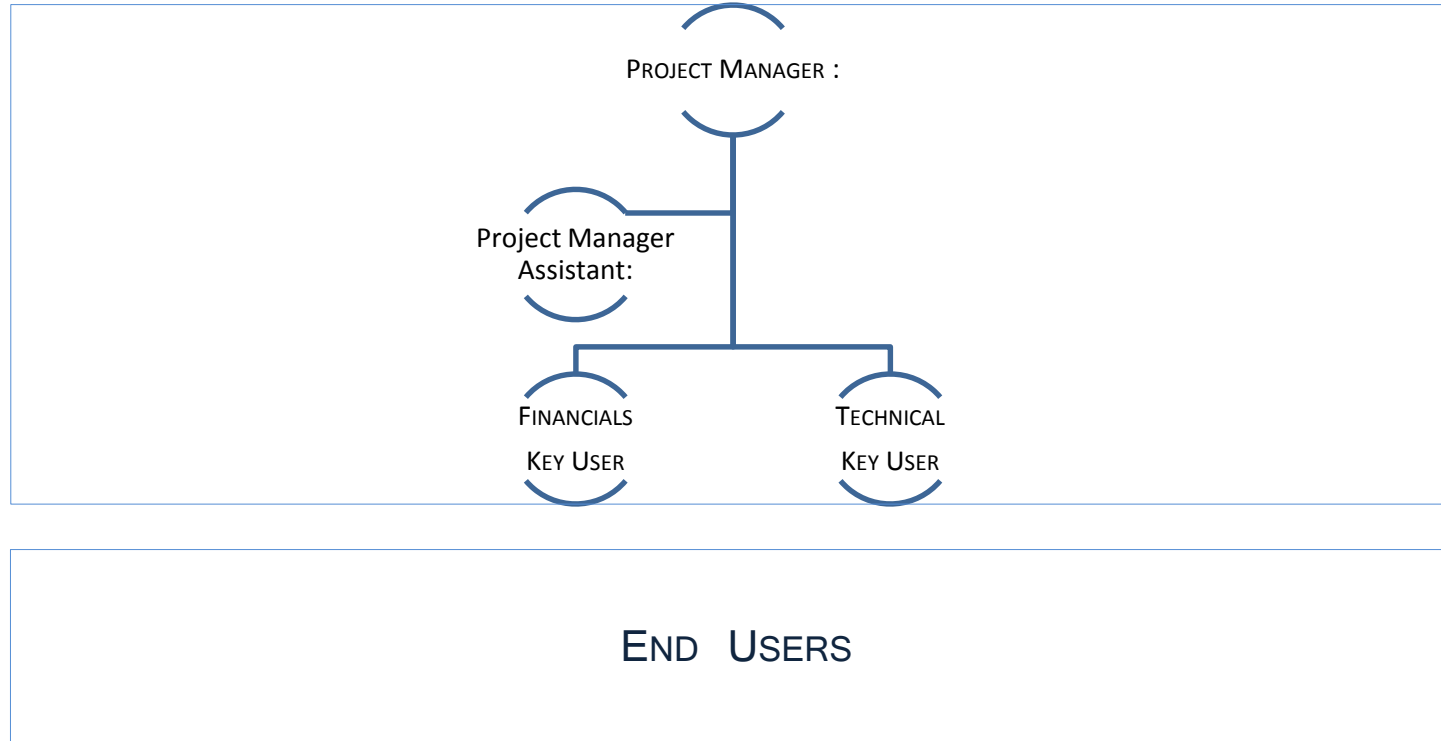 PROJECT MANAGER :
Project Manager
Assistant:
FINANCIALS
KEY USER
TECHNICAL
KEY USER
END USERS